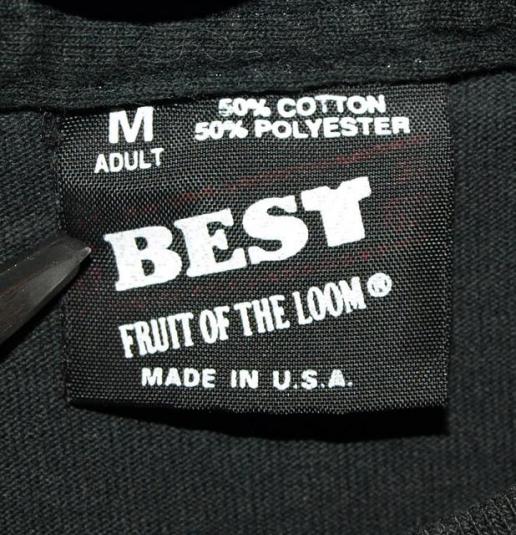 M
ADULT
50% COTTON
50% POLYESTER
BEST
FRUIT OF THE LOOM®
MADE IN U.S.A.